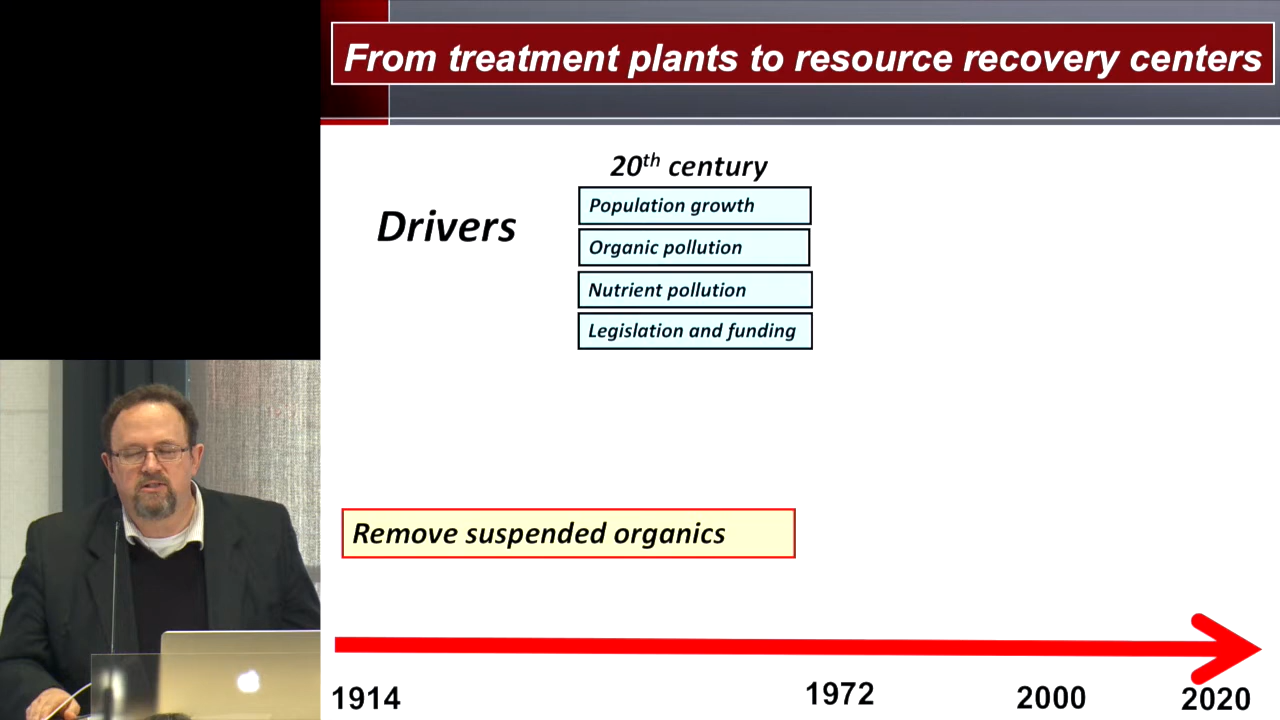 From treatment plants to resource recovery centers
20th century
Drivers
Population growth
Organic pollution
Nutrient pollution
Legislation and funding
Remove suspended organics
1914
1972
2000
2020